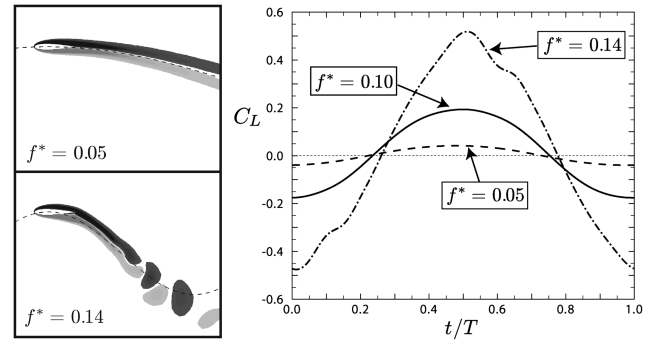 f* = 0.05
f* = 0.14
C_L
0.6
0.4
0.2
0.0
-0.2
-0.4
-0.6
f* = 0.14
f* = 0.10
f* = 0.05
0.0 0.2 0.4 0.6 0.8 1.0
t/T